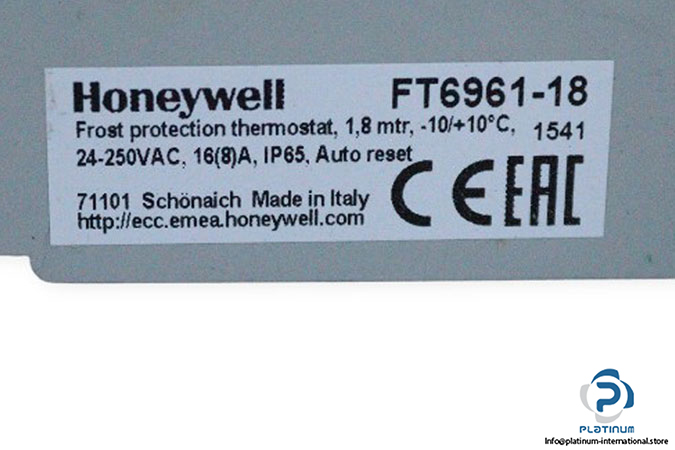 Honeywell FT6961-18
Frost protection thermostat, 1,8 mtr, -10/+10°C, 1541
24-250VAC, 16(8)A, IP65, Auto reset
71101 Schönaich Made in Italy
http://ecc.emea.honeywell.com
CE EAC
PLATINUM
Info@platinum-international.store